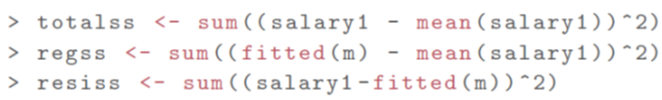 > totalss <- sum((salary1 - mean(salary1))^2)
> regss <- sum((fitted(m) - mean(salary1))^2)
> resiss <- sum((salary1-fitted(m))^2)